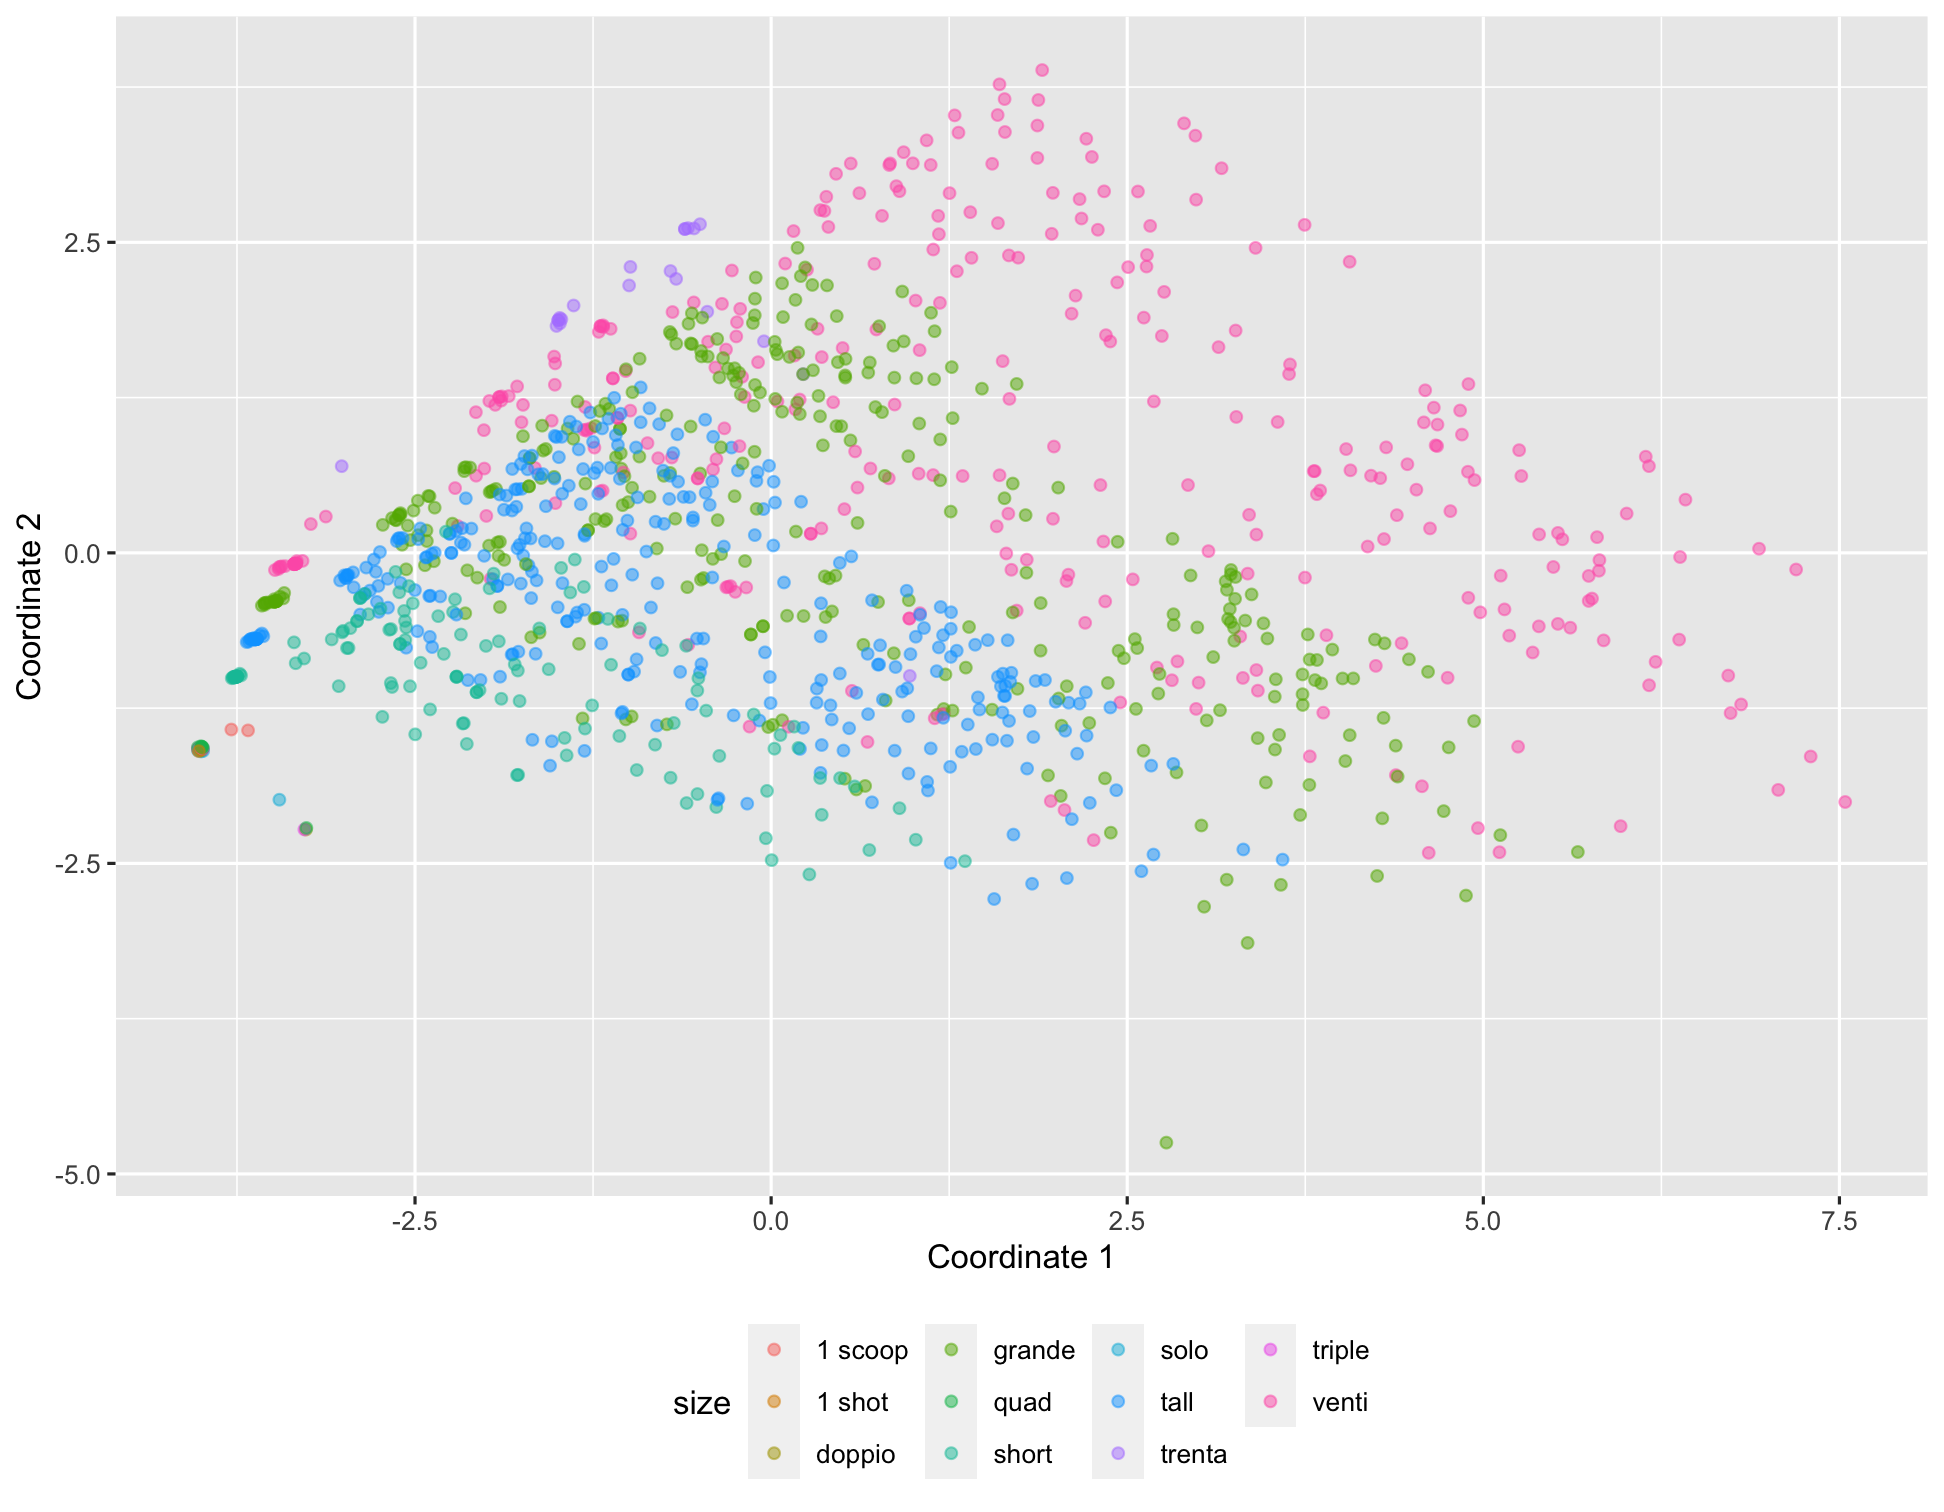 Coordinate 2
2.5
0.0
-2.5
-5.0
-2.5 0.0 2.5 5.0 7.5
Coordinate 1
size
1 scoop grande solo triple
1 shot quad tall venti
doppio short trenta